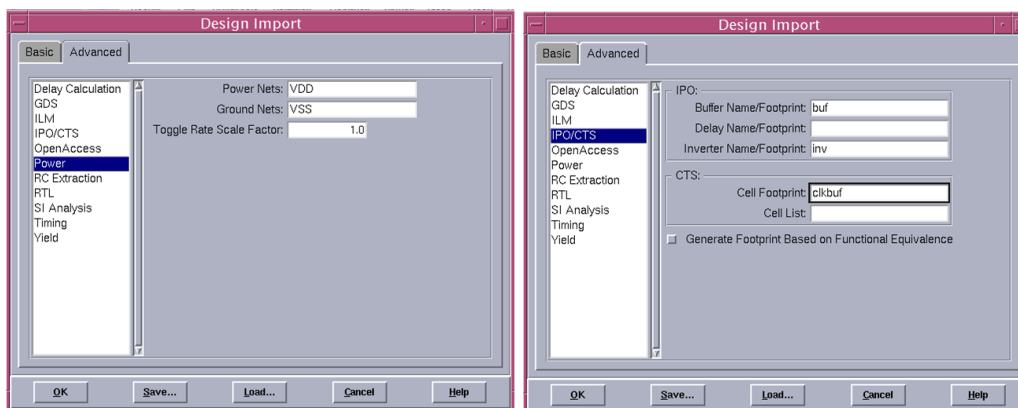 Design Import
Basic Advanced
Delay Calculation
GDS
ILM
IPO/CTS
OpenAccess
Power
RC Extraction
RTL
SI Analysis
Timing
Yield
Power Nets: VDD
Ground Nets: VSS
Toggle Rate Scale Factor: 1.0
OK Save... Load... Cancel Help
Design Import
Basic Advanced
Delay Calculation
GDS
ILM
IPO/CTS
OpenAccess
Power
RC Extraction
RTL
SI Analysis
Timing
Yield
IPO:
Buffer Name/Footprint: buf
Delay Name/Footprint:
Inverter Name/Footprint: inv
CTS:
Cell Footprint: clkbuf
Cell List:
Generate Footprint Based on Functional Equivalence
OK Save... Load... Cancel Help